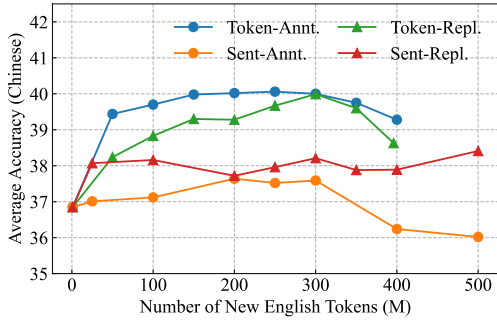 Token-Annt.
Token-Repl.
Sent-Annt.
Sent-Repl.
Average Accuracy (Chinese)
42
41
40
39
38
37
36
35
0
100
200
300
400
500
Number of New English Tokens (M)